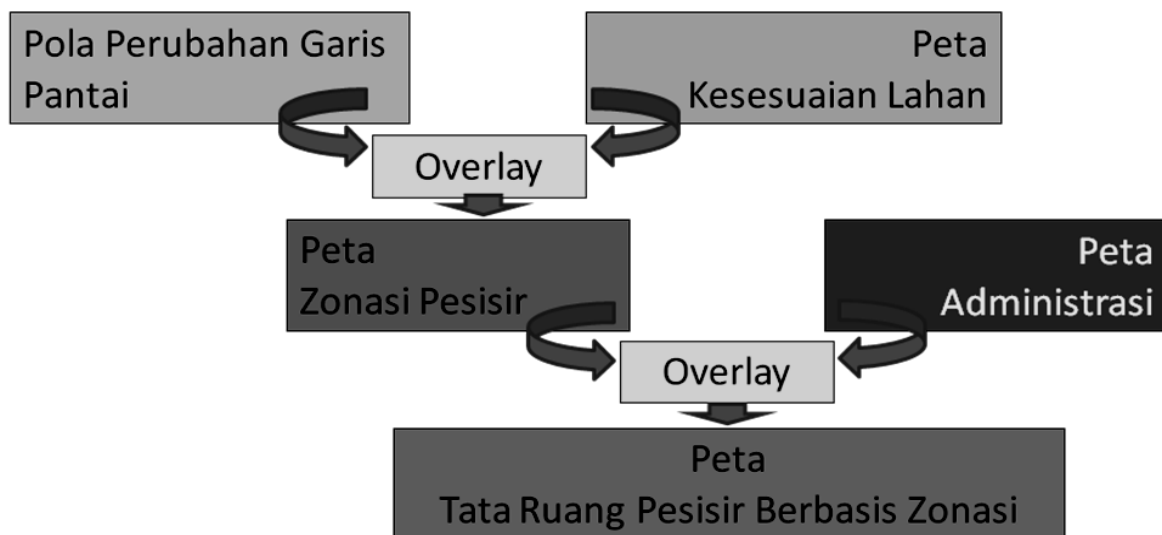 Pola Perubahan Garis
Pantai
Peta
Kesesuaian Lahan
Overlay
Peta
Zonasi Pesisir
Peta
Administrasi
Overlay
Peta
Tata Ruang Pesisir Berbasis Zonasi